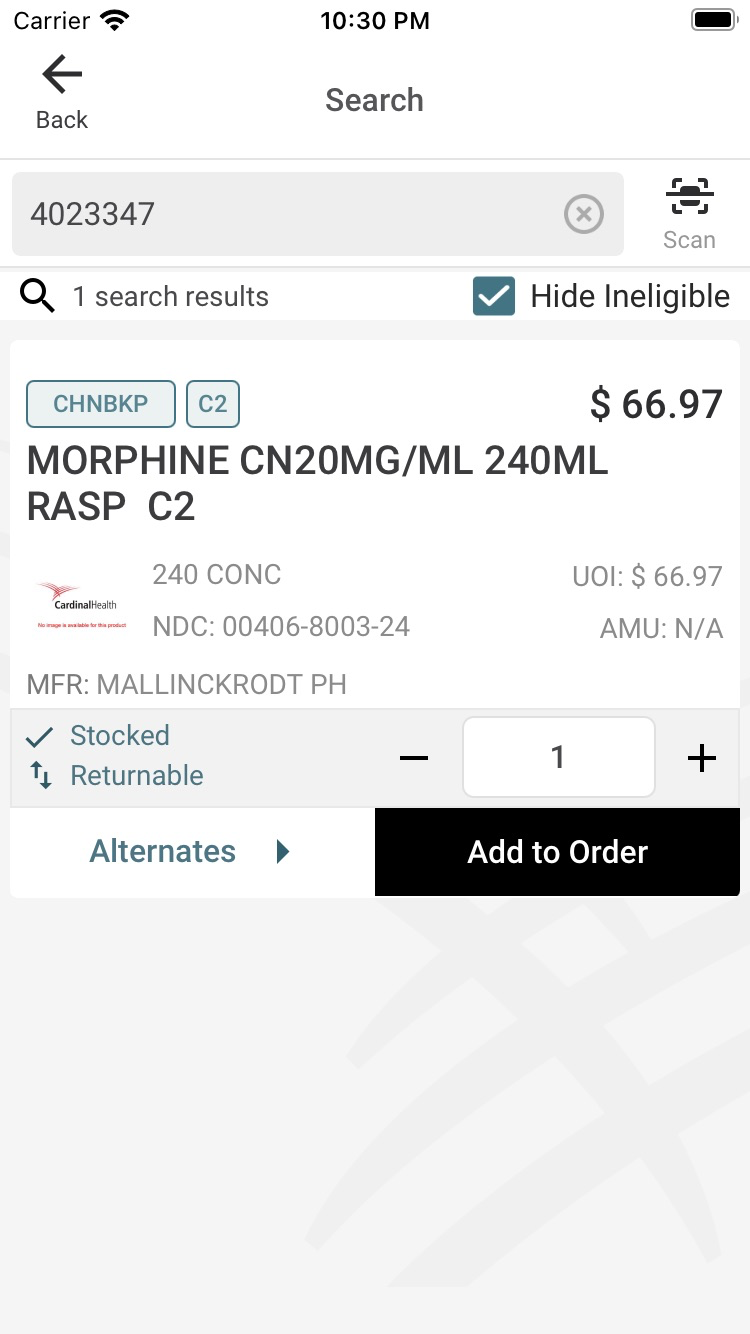 Carrier 10:30 PM
Back
Search
4023347
Scan
1 search results
Hide Ineligible
CHNBKP C2 $ 66.97
MORPHINE CN20MG/ML 240ML
RASP C2
240 CONC
UOI: $ 66.97
CardinalHealth
No image is available for this product
NDC: 00406-8003-24
AMU: N/A
MFR: MALLINCKRODT PH
Stocked
Returnable
1
Alternates
Add to Order